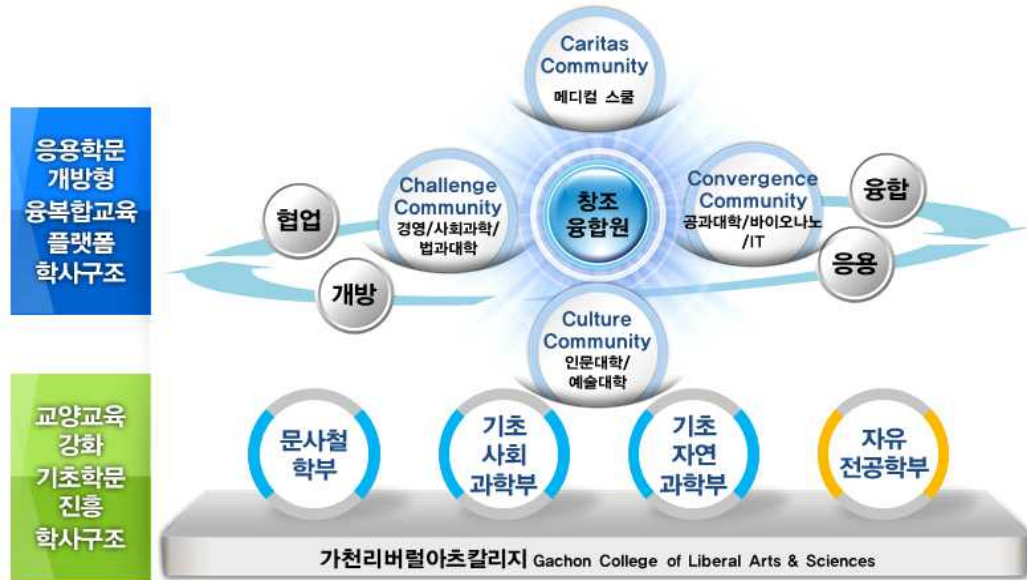 Caritas
Community
메디컬 스쿨
응용학문
개방형
융복합교육
플랫폼
학사구조
협업
개방
Challenge
Community
경영/사회과학/
법과대학
창조
융합원
Convergence
Community
공과대학/바이오나노
/IT
융합
응용
Culture
Community
인문대학/
예술대학
교양교육
강화
기초학문
진흥
학사구조
문사철
학부
기초
사회
과학부
기초
자연
과학부
자유
전공학부
가천리버럴아츠칼리지 Gachon College of Liberal Arts & Sciences